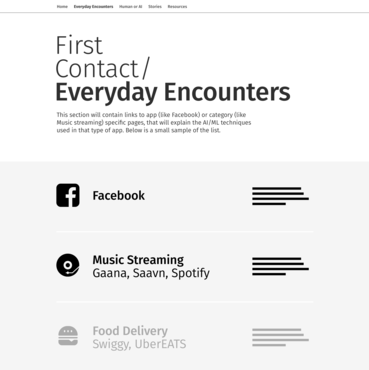 Home Everyday Encounters Human or AI Stories Resources
First
Contact/
Everyday Encounters
This section will contain links to app (like Facebook) or category (like
Music streaming) specific pages, that will explain the AI/ML techniques
used in that type of app. Below is a small sample of the list.
Facebook
Music Streaming
Gaana, Saavn, Spotify
Food Delivery
Swiggy, UberEATS